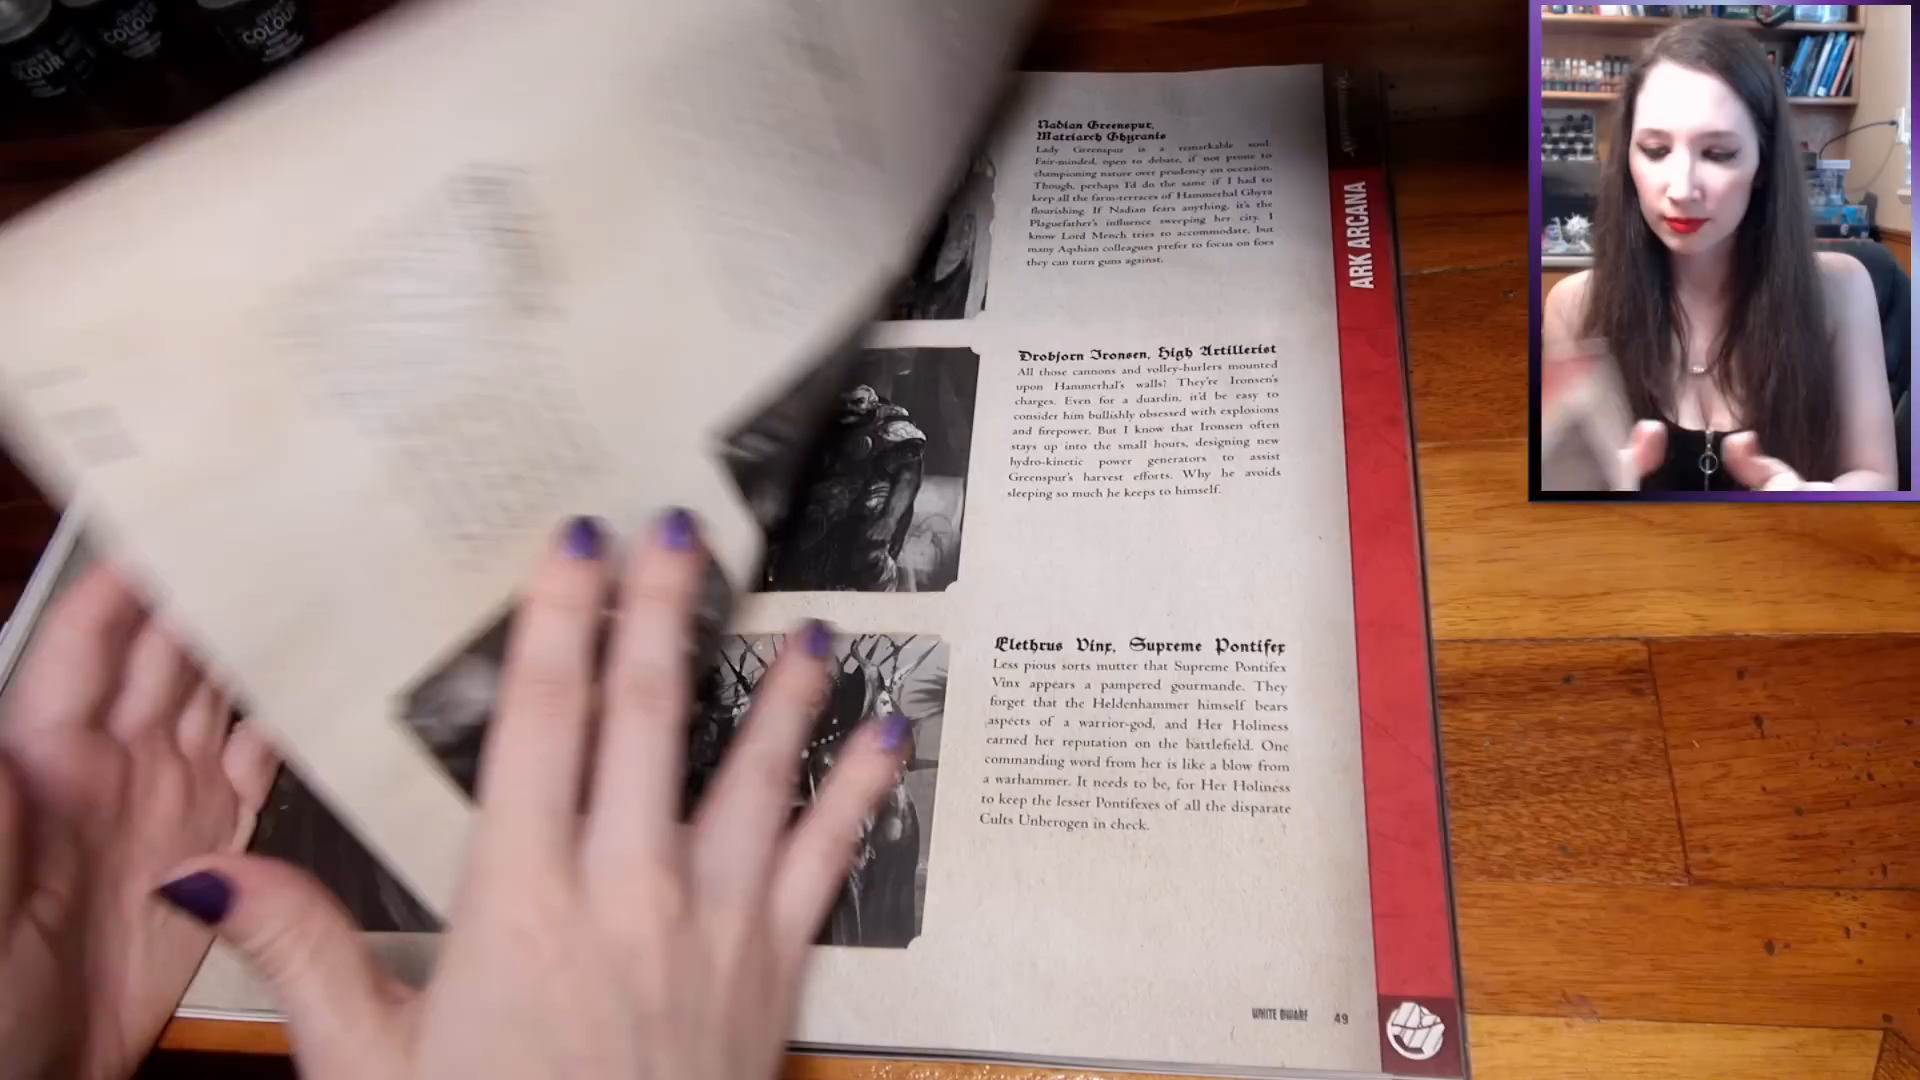 COLOUR
COLOUR
COLOUR
Nadian Greenspur,
Matriarch Ghyranis
Lady Greenspur is a remarkable soul.
Fair-minded, open to debate, if not prone to
championing nature over prudency on occasion.
Though, perhaps I'd do the same if I had to
keep all the farm-terraces of Hammerhal Ghyra
flourishing. If Nadian fears anything, it's the
Plaguefather's influence sweeping her city. I
know Lord Mench tries to accommodate, but
many Aqshian colleagues prefer to focus on foes
they can turn guns against.
Drobjorn Ironsen, High Artillerist
All those cannons and volley-hurlers mounted
upon Hammerhal's walls? They're Ironsen's
charges. Even for a duardin, it'd be easy to
consider him bullishly obsessed with explosions
and firepower. But I know that Ironsen often
stays up into the small hours, designing new
hydro-kinetic power generators to assist
Greenspur's harvest efforts. Why he avoids
sleeping so much he keeps to himself.
Elethrus Vinx, Supreme Pontifex
Less pious sorts mutter that Supreme Pontifex
Vinx appears a pampered gourmande. They
forget that the Heldenhammer himself bears
aspects of a warrior-god, and Her Holiness
earned her reputation on the battlefield. One
commanding word from her is like a blow from
a warhammer. It needs to be, for Her Holiness
to keep the lesser Pontifexes of all the disparate
Cults Unberogen in check.
ARK ARCANA
WHITE DWARF 49